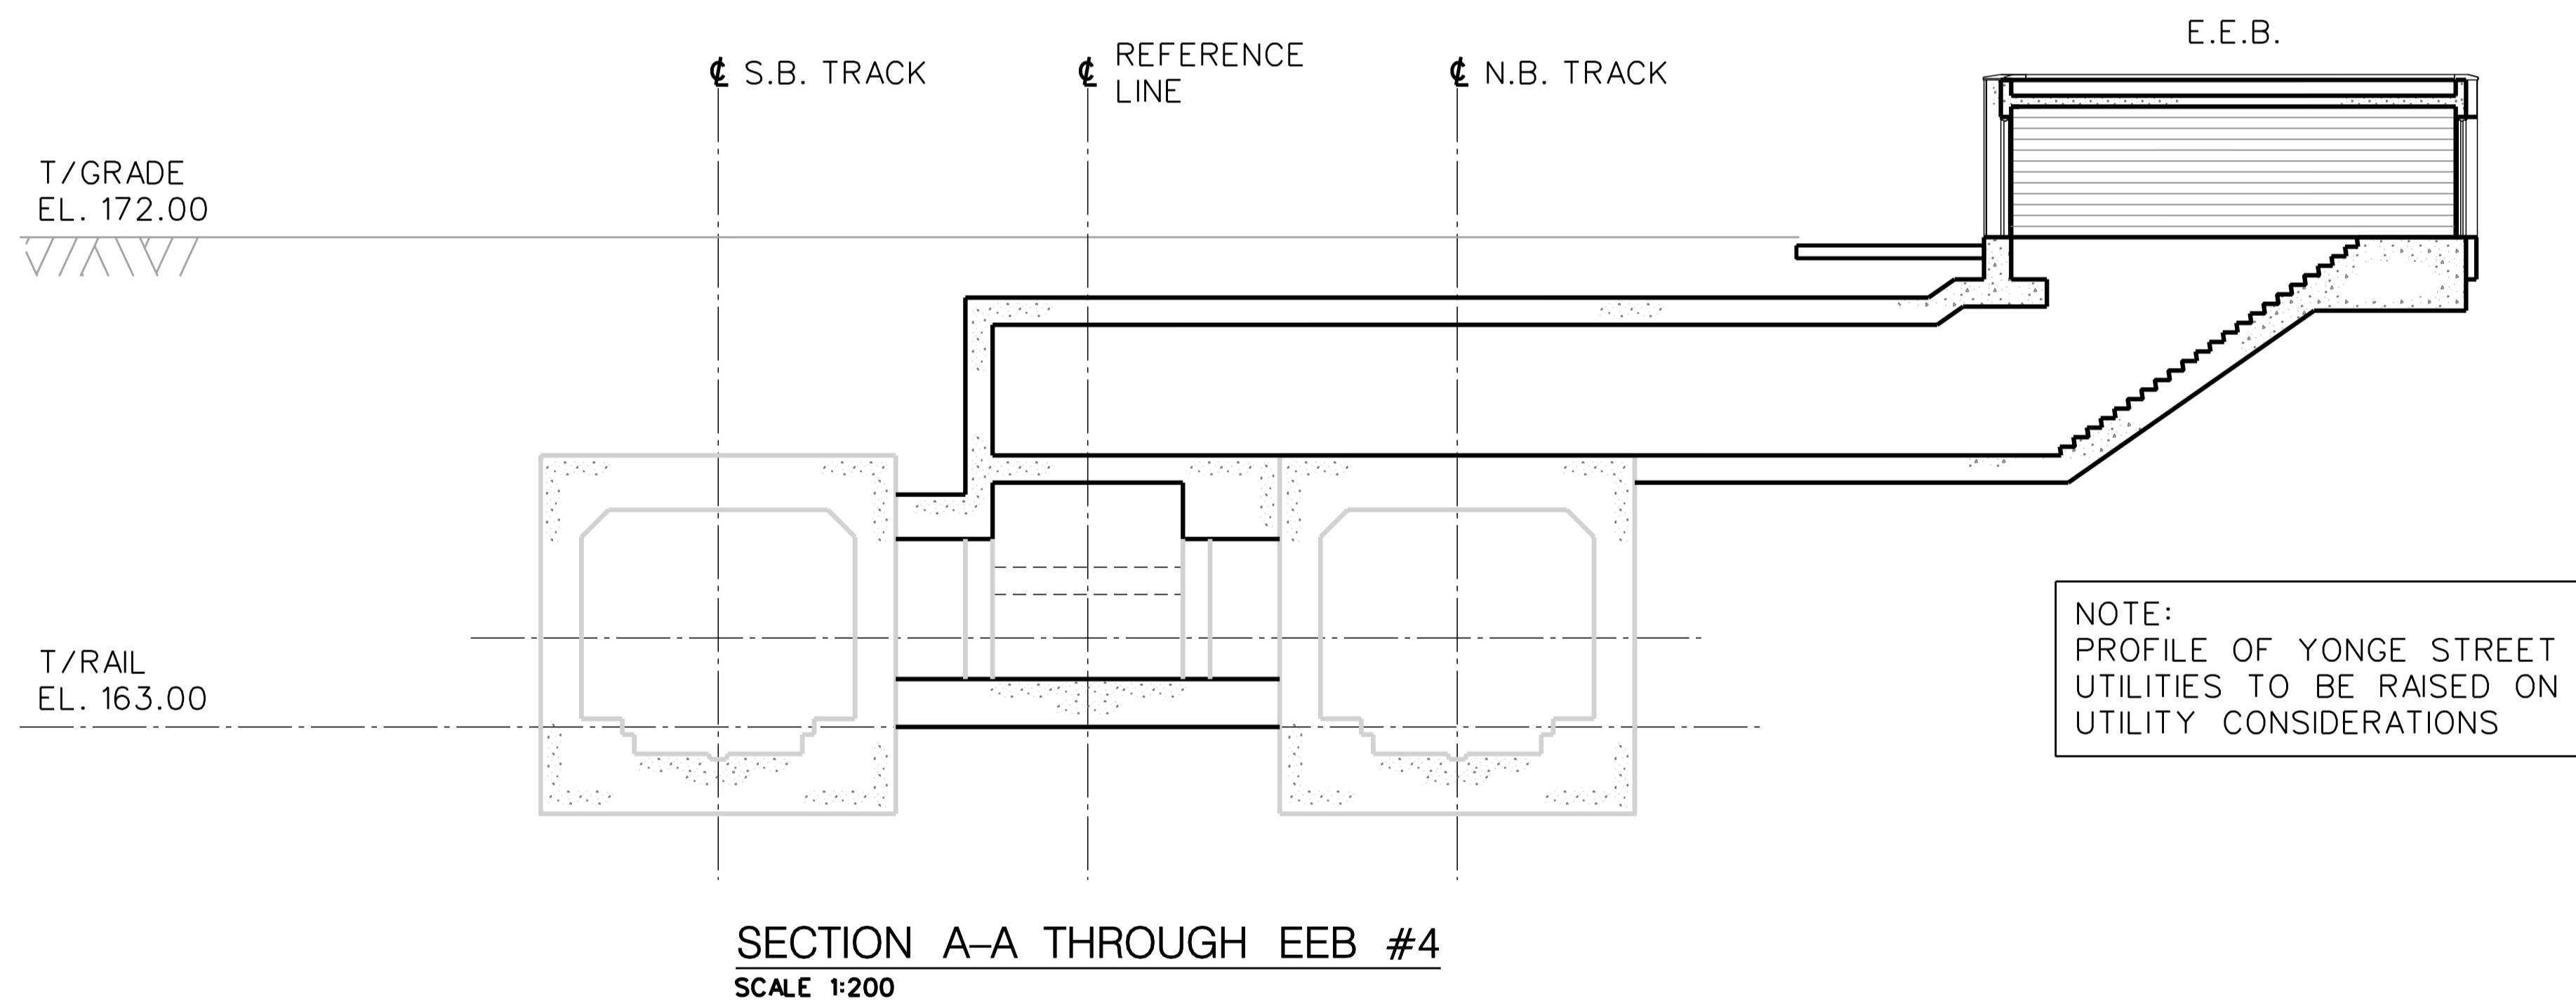 E.E.B.
℄ S.B. TRACK
℄ REFERENCE
LINE
℄ N.B. TRACK
T/GRADE
EL. 172.00
T/RAIL
EL. 163.00
NOTE:
PROFILE OF YONGE STREET
UTILITIES TO BE RAISED ON
UTILITY CONSIDERATIONS
SECTION A–A THROUGH EEB #4
SCALE 1:200